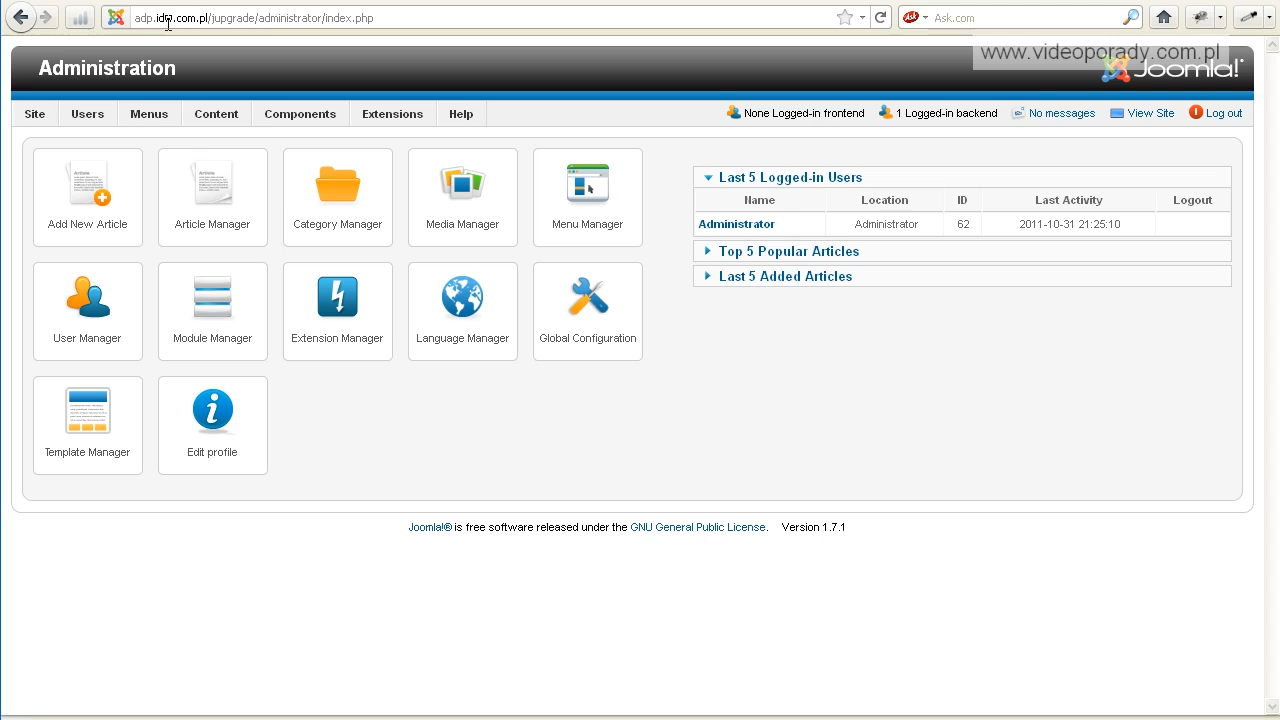 adp.idm.com.pl/jupgrade/administrator/index.php
Ask
Ask.com
www.videoporady.com.pl
Administration
Joomla!
Site Users Menus Content Components Extensions Help
None Logged-in frontend 1 Logged-in backend No messages View Site Log out
Add New Article
Article Manager
Category Manager
Media Manager
Menu Manager
User Manager
Module Manager
Extension Manager
Language Manager
Global Configuration
Template Manager
Edit profile
Last 5 Logged-in Users
Name Location ID Last Activity Logout
Administrator Administrator 62 2011-10-31 21:25:10
Top 5 Popular Articles
Last 5 Added Articles
Joomla!® is free software released under the GNU General Public License. Version 1.7.1